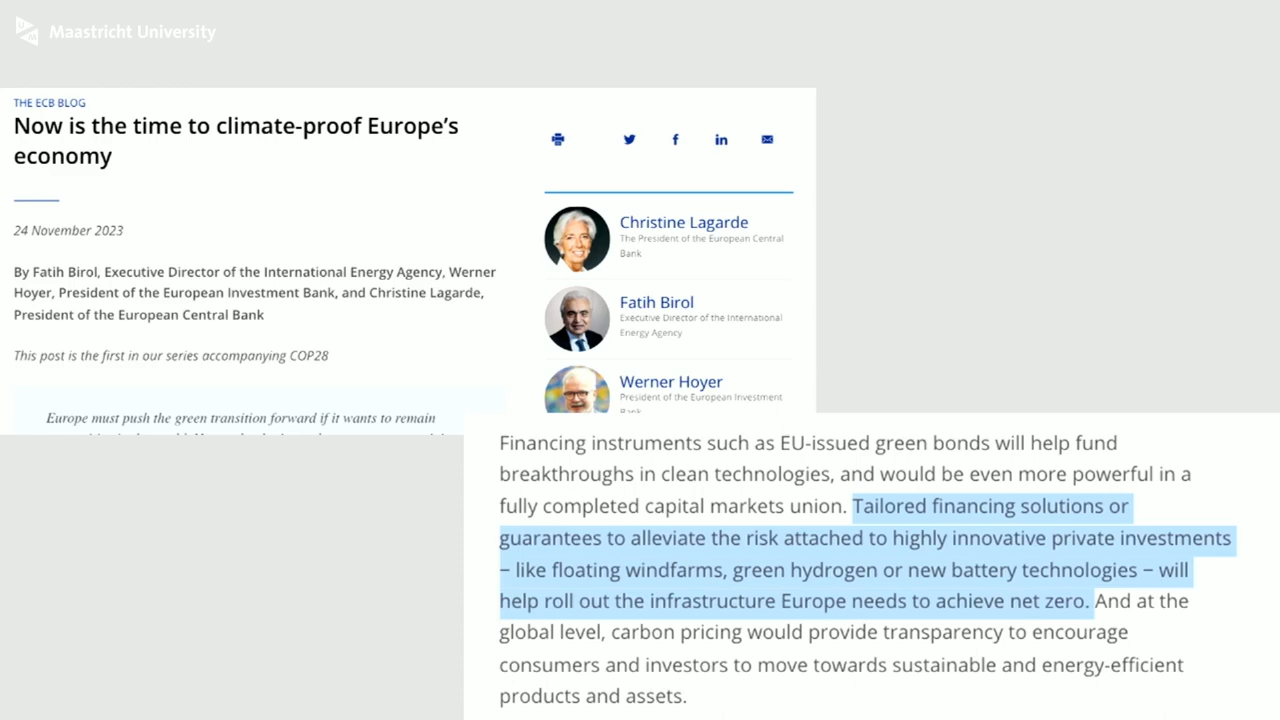 Maastricht University
THE ECB BLOG
Now is the time to climate-proof Europe's
economy
24 November 2023
By Fatih Birol, Executive Director of the International Energy Agency, Werner
Hoyer, President of the European Investment Bank, and Christine Lagarde,
President of the European Central Bank
This post is the first in our series accompanying COP28
Europe must push the green transition forward if it wants to remain
Christine Lagarde
The President of the European Central
Bank
Fatih Birol
Executive Director of the International
Energy Agency
Werner Hoyer
President of the European Investment
Bank
Financing instruments such as EU-issued green bonds will help fund
breakthroughs in clean technologies, and would be even more powerful in a
fully completed capital markets union. Tailored financing solutions or
guarantees to alleviate the risk attached to highly innovative private investments
– like floating windfarms, green hydrogen or new battery technologies – will
help roll out the infrastructure Europe needs to achieve net zero. And at the
global level, carbon pricing would provide transparency to encourage
consumers and investors to move towards sustainable and energy-efficient
products and assets.